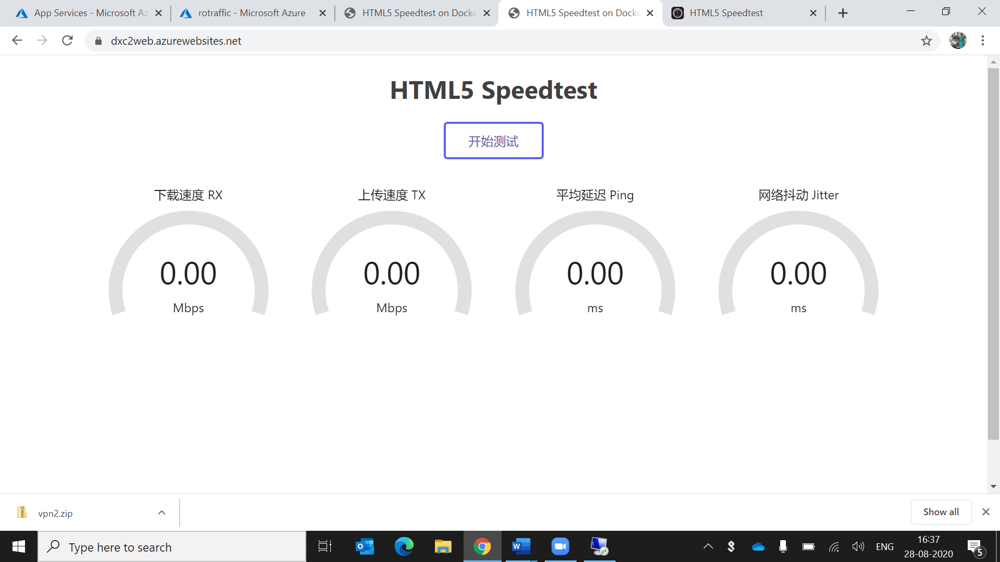 App Services - Microsoft Az
rotraffic - Microsoft Azure
HTML5 Speedtest on Docke
HTML5 Speedtest on Docke
HTML5 Speedtest
dxc2web.azurewebsites.net
HTML5 Speedtest
开始测试
下载速度 RX
上传速度 TX
平均延迟 Ping
网络抖动 Jitter
0.00
0.00
0.00
0.00
Mbps
Mbps
ms
ms
vpn2.zip
Show all
Type here to search
ENG
16:37
28-08-2020
5